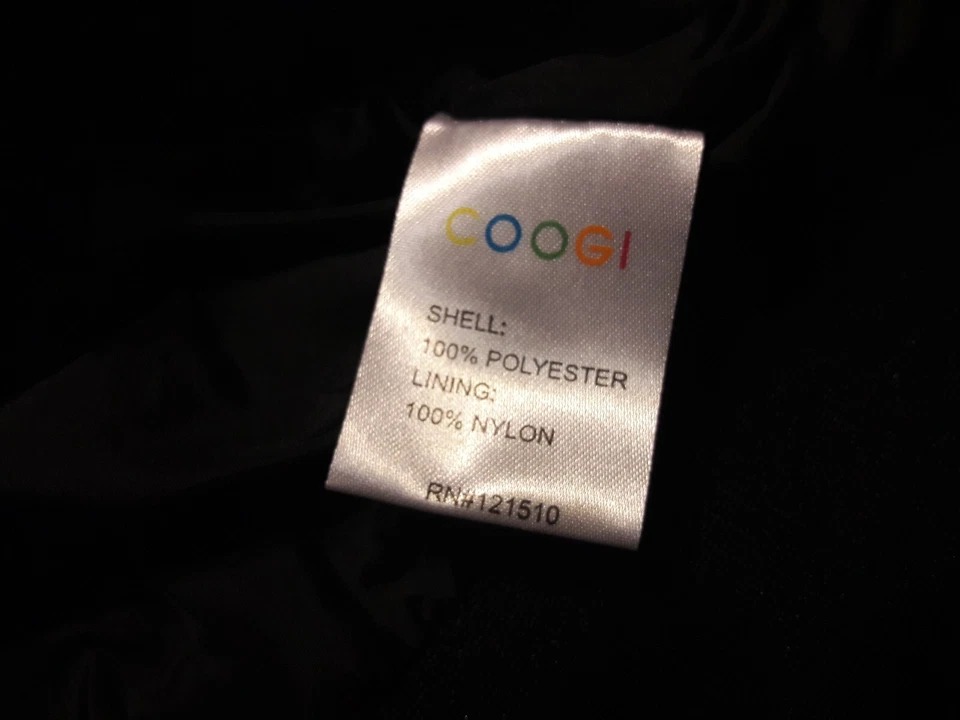 COOGI
SHELL:
100% POLYESTER
LINING:
100% NYLON
RN#121510